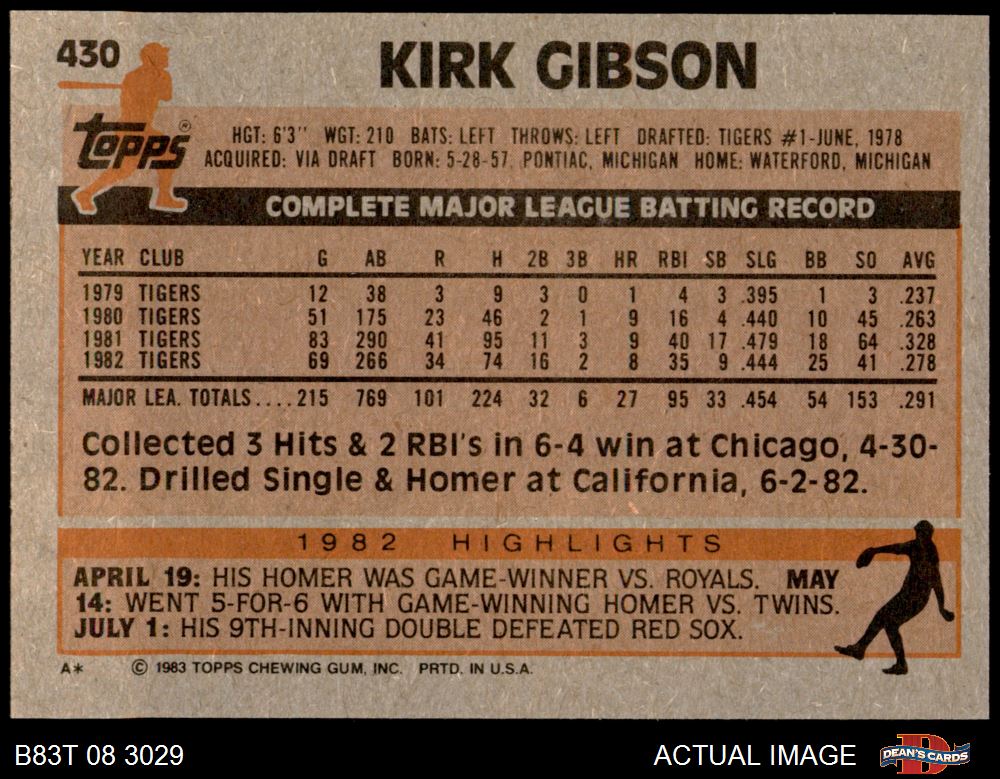 430 KIRK GIBSON
Topps®
HGT: 6'3'' WGT: 210 BATS: LEFT THROWS: LEFT DRAFTED: TIGERS #1-JUNE, 1978
ACQUIRED: VIA DRAFT BORN: 5-28-57, PONTIAC, MICHIGAN HOME: WATERFORD, MICHIGAN
COMPLETE MAJOR LEAGUE BATTING RECORD
YEAR CLUB G AB R H 2B 3B HR RBI SB SLG BB SO AVG
1979 TIGERS 12 38 3 9 3 0 1 4 3 .395 1 3 .237
1980 TIGERS 51 175 23 46 2 1 9 16 4 .440 10 45 .263
1981 TIGERS 83 290 41 95 11 3 9 40 17 .479 18 64 .328
1982 TIGERS 69 266 34 74 16 2 8 35 9 .444 25 41 .278
MAJOR LEA. TOTALS....215 769 101 224 32 6 27 95 33 .454 54 153 .291
Collected 3 Hits & 2 RBI's in 6-4 win at Chicago, 4-30-
82. Drilled Single & Homer at California, 6-2-82.
1982 HIGHLIGHTS
APRIL 19: HIS HOMER WAS GAME-WINNER VS. ROYALS. MAY
14: WENT 5-FOR-6 WITH GAME-WINNING HOMER VS. TWINS.
JULY 1: HIS 9TH-INNING DOUBLE DEFEATED RED SOX.
A* © 1983 TOPPS CHEWING GUM, INC. PRTD. IN U.S.A.
B83T 08 3029 ACTUAL IMAGE D DEAN'S CARDS